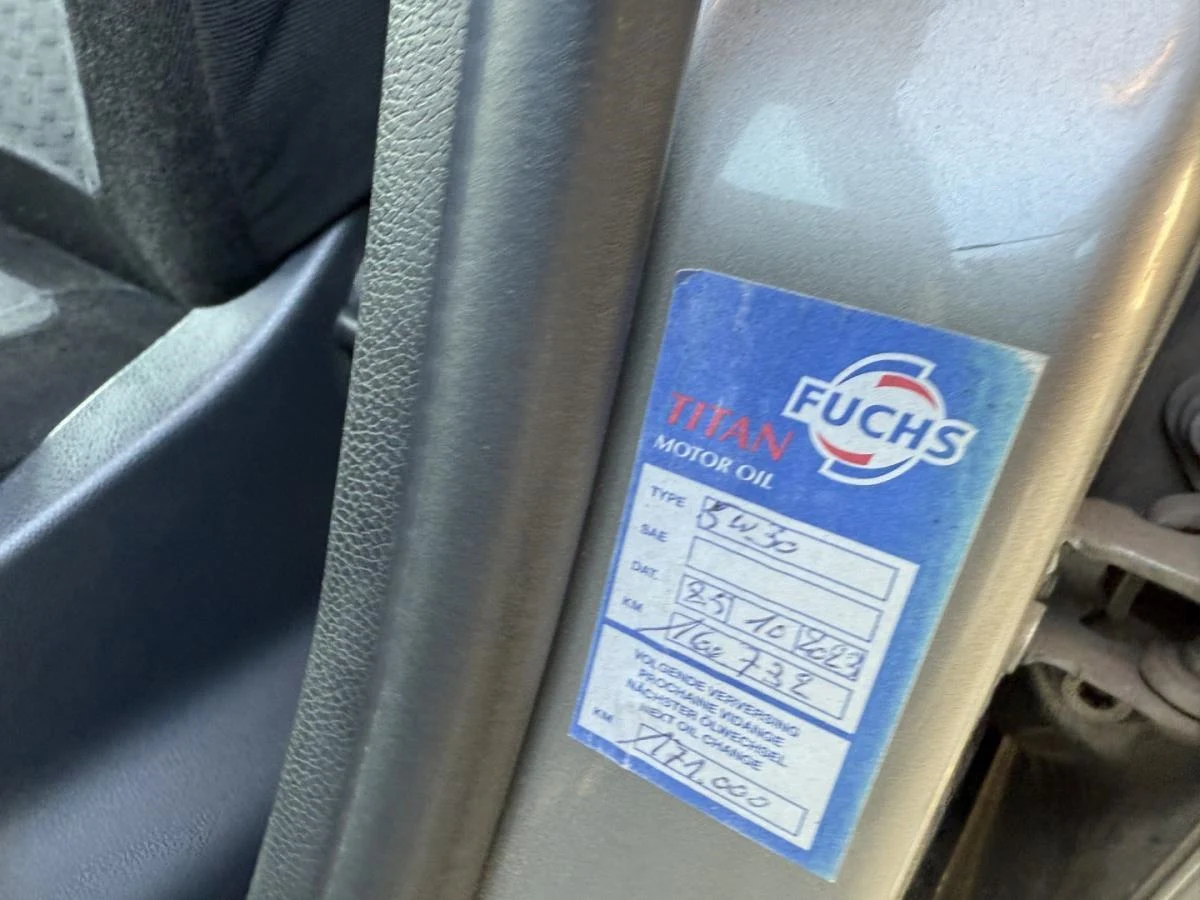 FUCHS
TITAN
MOTOR OIL
TYPE 5W30
SAE
DAT. 25 10 2023
KM 162 732
VOLGENDE VERVERSING
PROCHAINE VIDANGE
NÄCHSTER ÖLWECHSEL
NEXT OIL CHANGE
KM 171.000